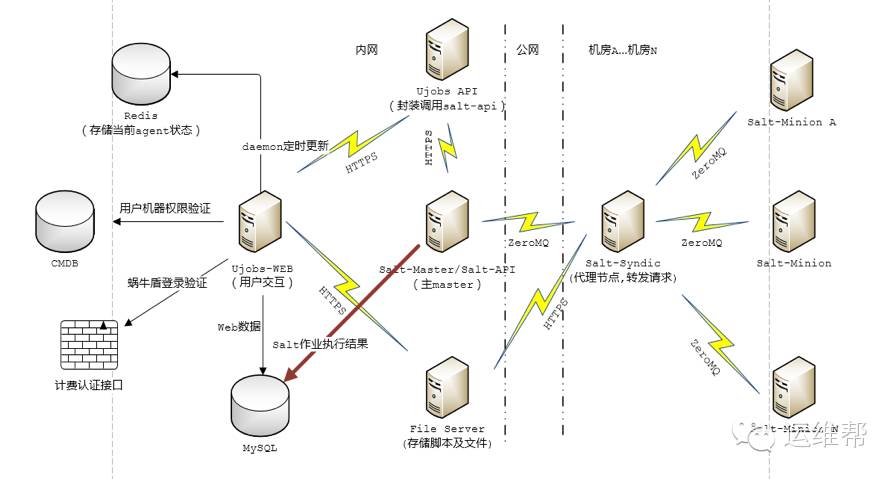 内网
公网
机房A…机房N
Redis
(存储当前agent状态)
Ujobs API
(封装调用salt-api)
Salt-Minion A
daemon定时更新
HTTPS
HTTPS
ZeroMQ
用户机器权限验证
CMDB
Ujobs-WEB
(用户交互)
ZeroMQ
Salt-Master/Salt-API
(主master)
Salt-Syndic
(代理节点,转发请求)
ZeroMQ
Salt-Minion
蜗牛盾登录验证
HTTPS
HTTPS
Web数据
Salt作业执行结果
ZeroMQ
计费认证接口
MySQL
File Server
(存储脚本及文件)
Salt-Minion N
运维帮